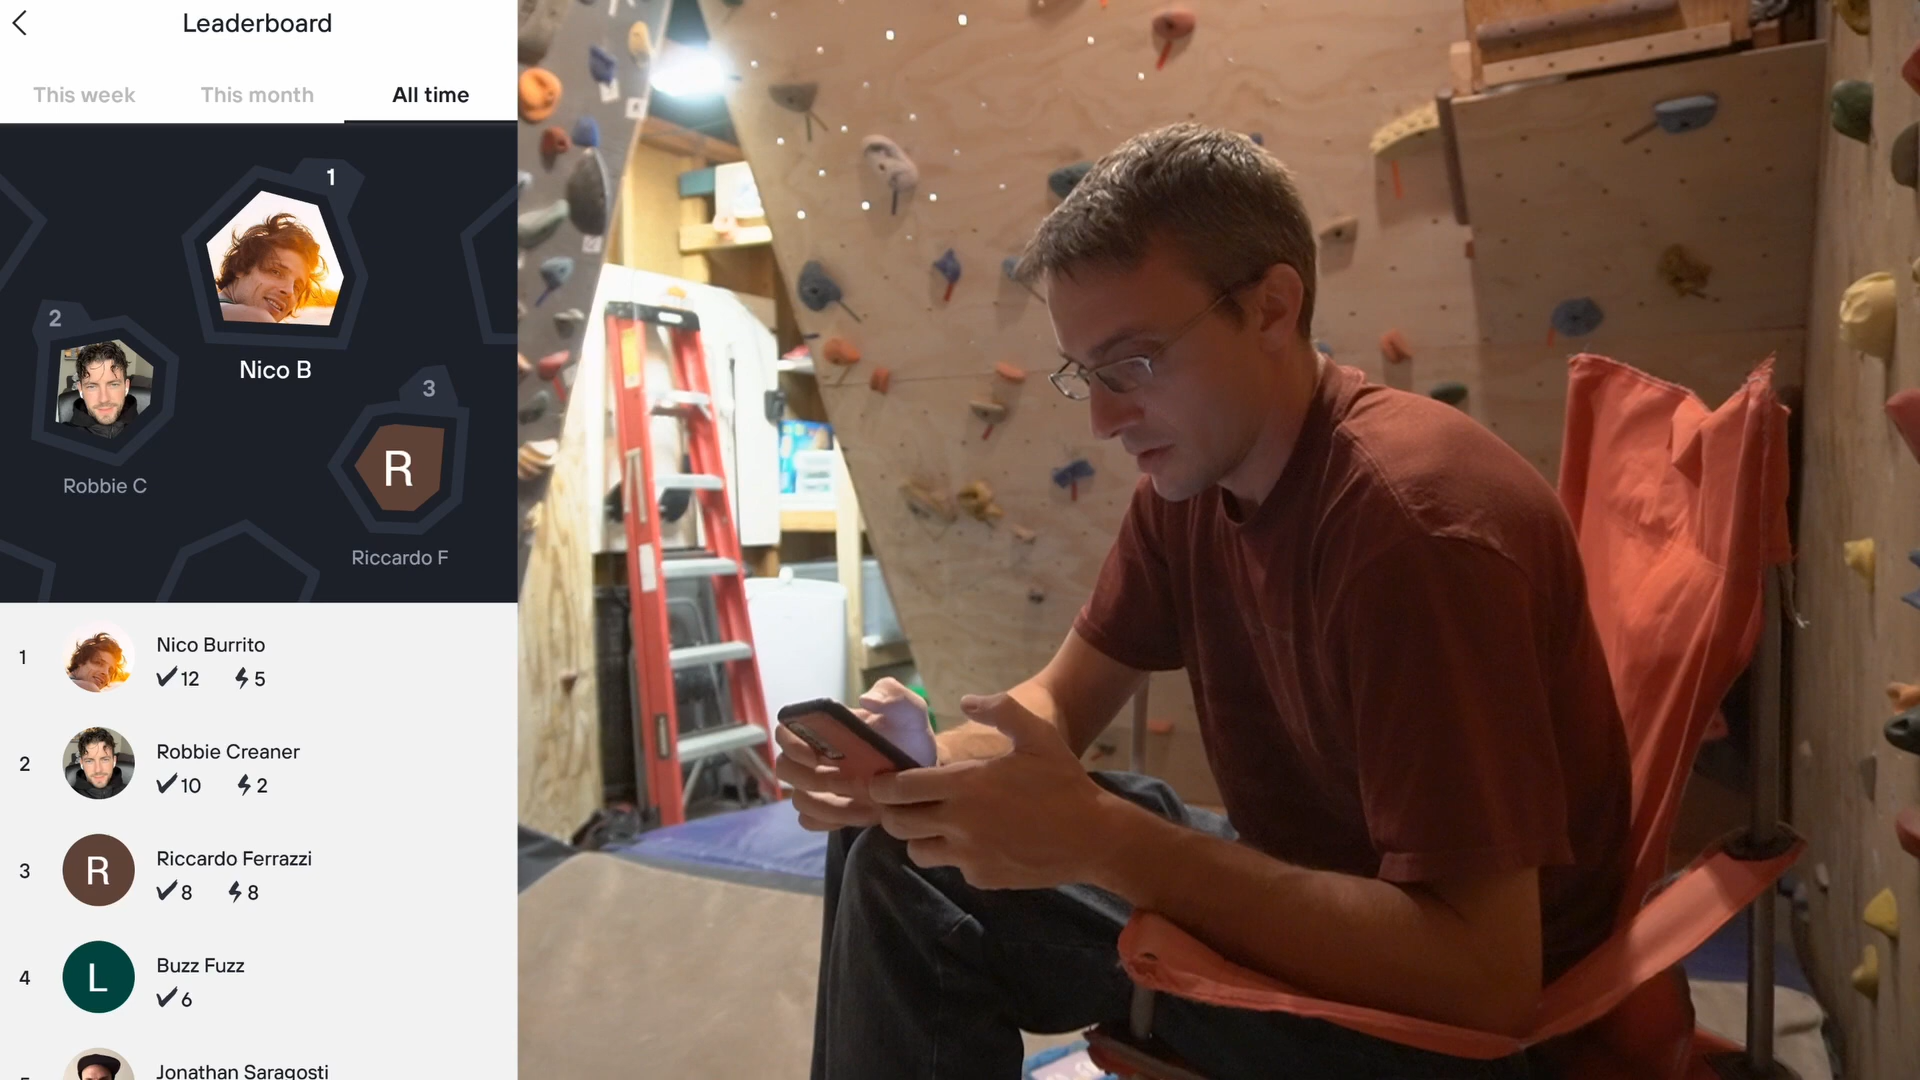 Leaderboard
This week
This month
All time
1
Nico B
2
Robbie C
3
R
Riccardo F
1
Nico Burrito
12
5
2
Robbie Creaner
10
2
3
R
Riccardo Ferrazzi
8
8
4
L
Buzz Fuzz
6
Jonathan Saragosti